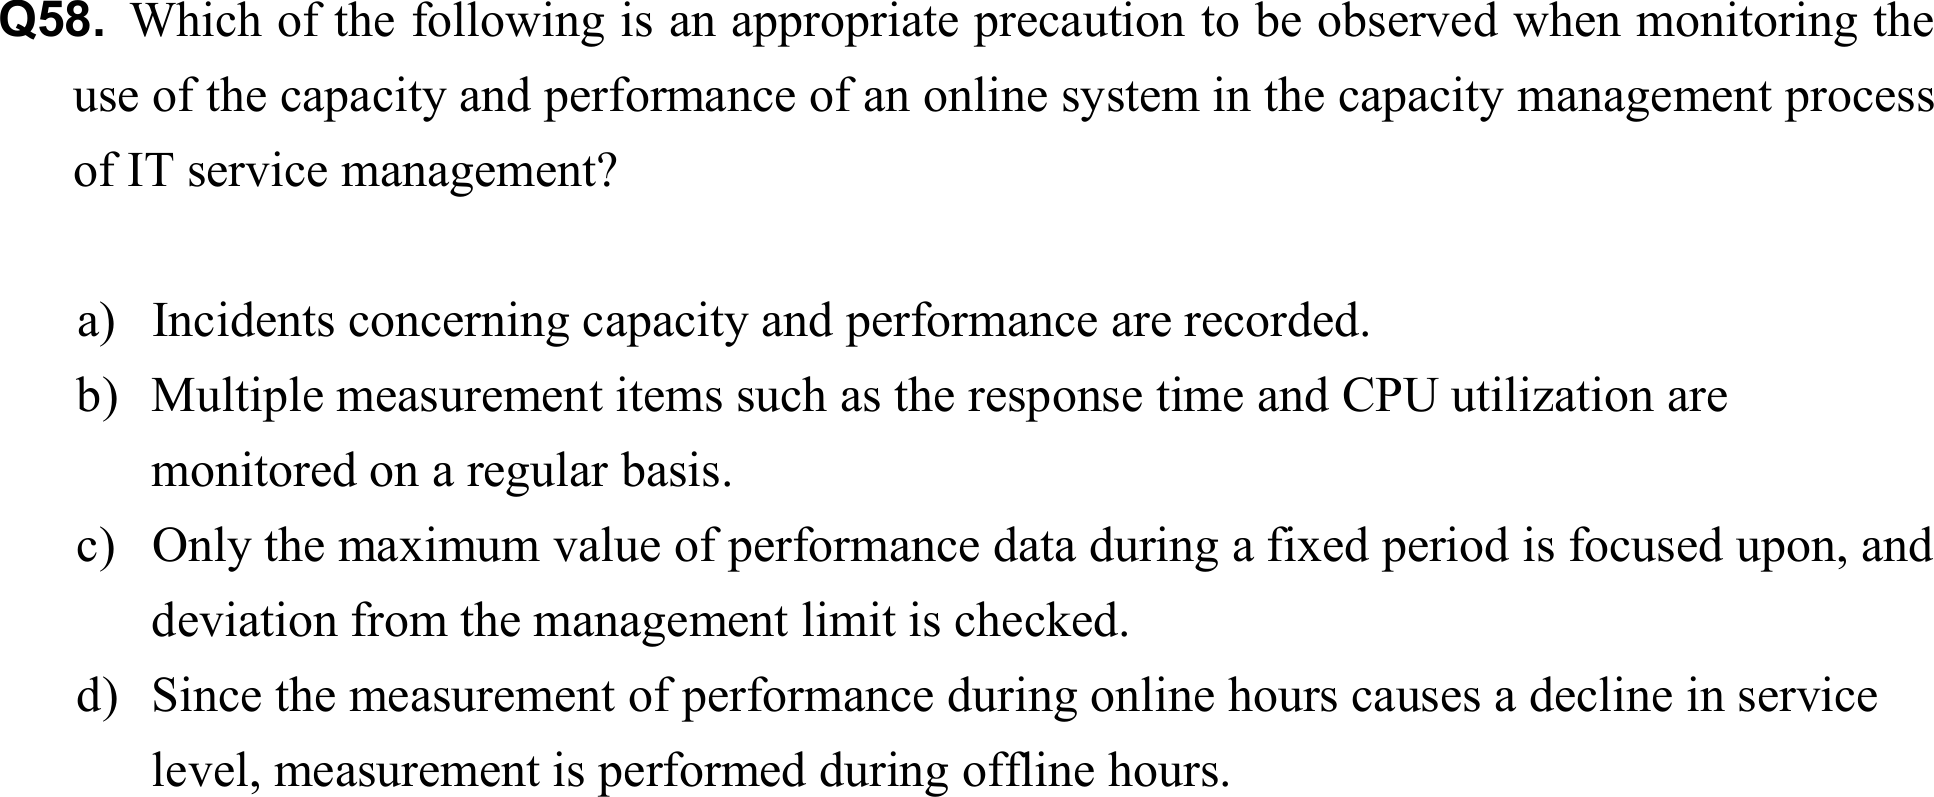 Q58. Which of the following is an appropriate precaution to be observed when monitoring the
use of the capacity and performance of an online system in the capacity management process
of IT service management?
a) Incidents concerning capacity and performance are recorded.
b) Multiple measurement items such as the response time and CPU utilization are
monitored on a regular basis.
c) Only the maximum value of performance data during a fixed period is focused upon, and
deviation from the management limit is checked.
d) Since the measurement of performance during online hours causes a decline in service
level, measurement is performed during offline hours.